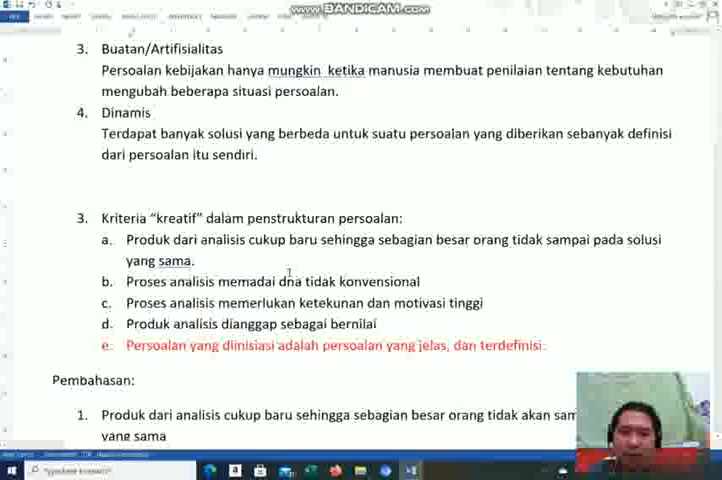 www.BANDICAM.com
3. Buatan/Artifisialitas
Persoalan kebijakan hanya mungkin ketika manusia membuat penilaian tentang kebutuhan
mengubah beberapa situasi persoalan.
4. Dinamis
Terdapat banyak solusi yang berbeda untuk suatu persoalan yang diberikan sebanyak definisi
dari persoalan itu sendiri.
3. Kriteria “kreatif” dalam penstrukturan persoalan:
a. Produk dari analisis cukup baru sehingga sebagian besar orang tidak sampai pada solusi
yang sama.
b. Proses analisis memadai dna tidak konvensional
c. Proses analisis memerlukan ketekunan dan motivasi tinggi
d. Produk analisis dianggap sebagai bernilai
e. Persoalan yang diinisiasi adalah persoalan yang jelas, dan terdefinisi.
Pembahasan:
1. Produk dari analisis cukup baru sehingga sebagian besar orang tidak akan sam
yang sama